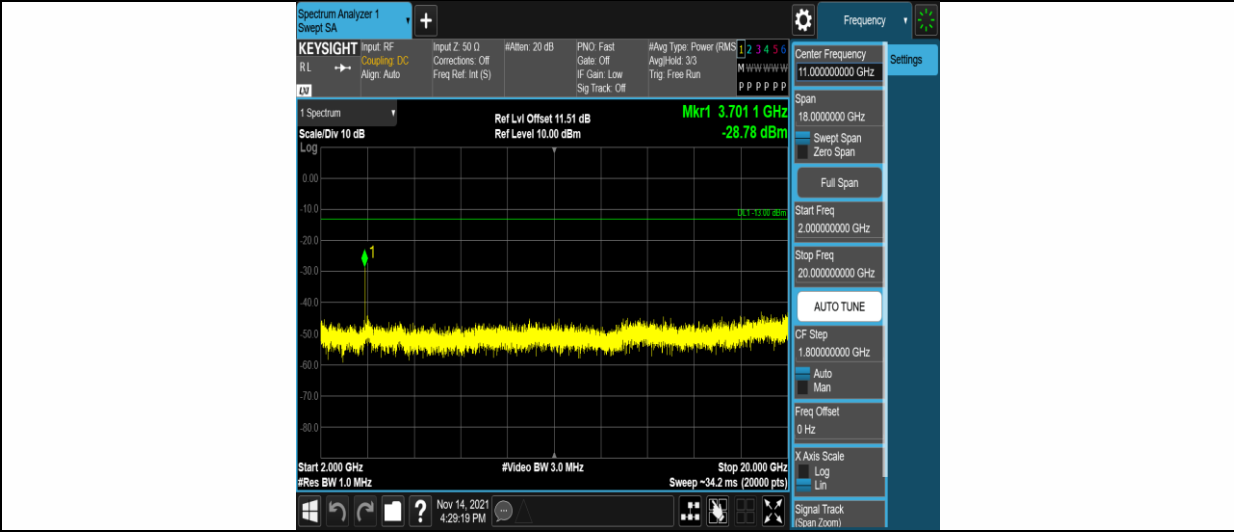 Spectrum Analyzer 1
Swept SA
+
Frequency
KEYSIGHT
RL
LXI
Input: RF
Coupling: DC
Align: Auto
Input Z: 50 Ω
Corrections: Off
Freq Ref: Int (S)
#Atten: 20 dB
PNO: Fast
Gate: Off
IF Gain: Low
Sig Track: Off
#Avg Type: Power (RMS
Avg|Hold: 3/3
Trig: Free Run
1 2 3 4 5 6
M W W W W W
P P P P P P
1 Spectrum
Scale/Div 10 dB
Ref Lvl Offset 11.51 dB
Ref Level 10.00 dBm
Mkr1 3.701 1 GHz
-28.78 dBm
Log
0.00
-10.0
-20.0
-30.0
-40.0
-50.0
-60.0
-70.0
-80.0
DL1 -13.00 dBm
1
Start 2.000 GHz
#Res BW 1.0 MHz
#Video BW 3.0 MHz
Stop 20.000 GHz
Sweep ~34.2 ms (20000 pts)
Center Frequency
11.000000000 GHz
Settings
Span
18.0000000 GHz
Swept Span
Zero Span
Full Span
Start Freq
2.000000000 GHz
Stop Freq
20.000000000 GHz
AUTO TUNE
CF Step
1.800000000 GHz
Auto
Man
Freq Offset
0 Hz
X Axis Scale
Log
Lin
Signal Track
(Span Zoom)
?
Nov 14, 2021
4:29:19 PM